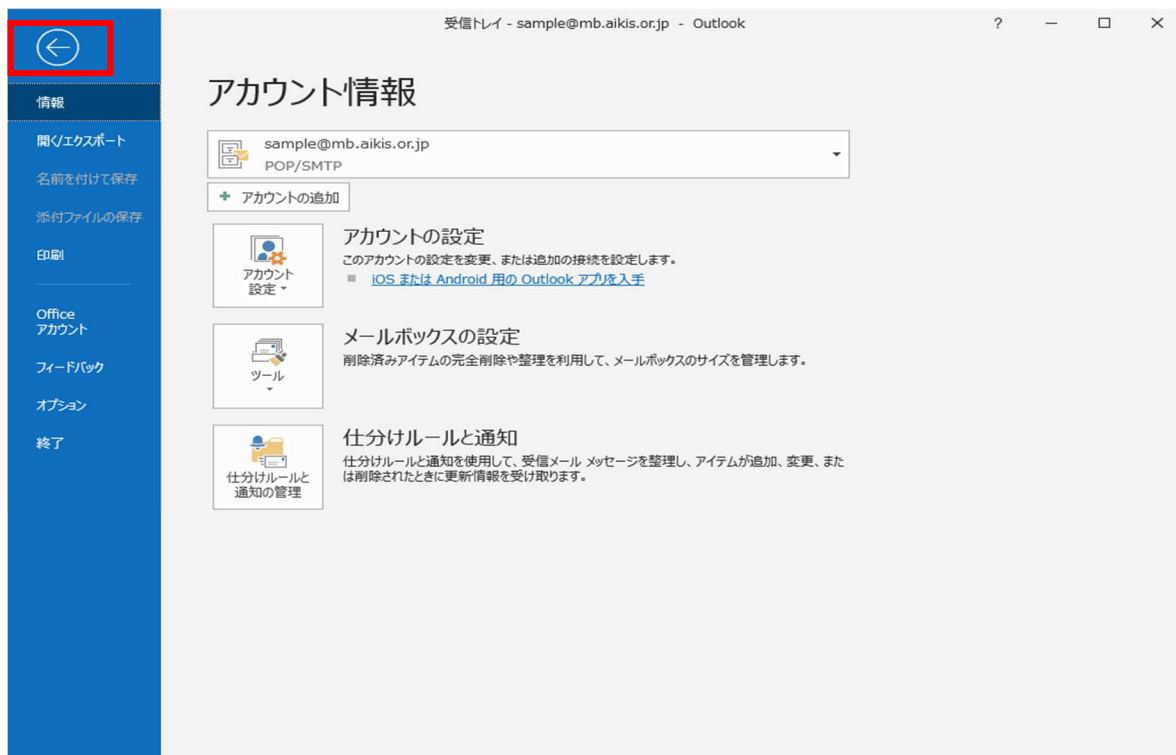 受信トレイ - sample@mb.aikis.or.jp - Outlook
?
情報
開く/エクスポート
名前を付けて保存
添付ファイルの保存
印刷
Office
アカウント
フィードバック
オプション
終了
アカウント情報
sample@mb.aikis.or.jp
POP/SMTP
アカウントの追加
アカウント
設定
アカウントの設定
このアカウントの設定を変更、または追加の接続を設定します。
iOS または Android 用の Outlook アプリを入手
ツール
メールボックスの設定
削除済みアイテムの完全削除や整理を利用して、メールボックスのサイズを管理します。
仕分けルールと
通知の管理
仕分けルールと通知
仕分けルールと通知を使用して、受信メール メッセージを整理し、アイテムが追加、変更、また
は削除されたときに更新情報を受け取ります。